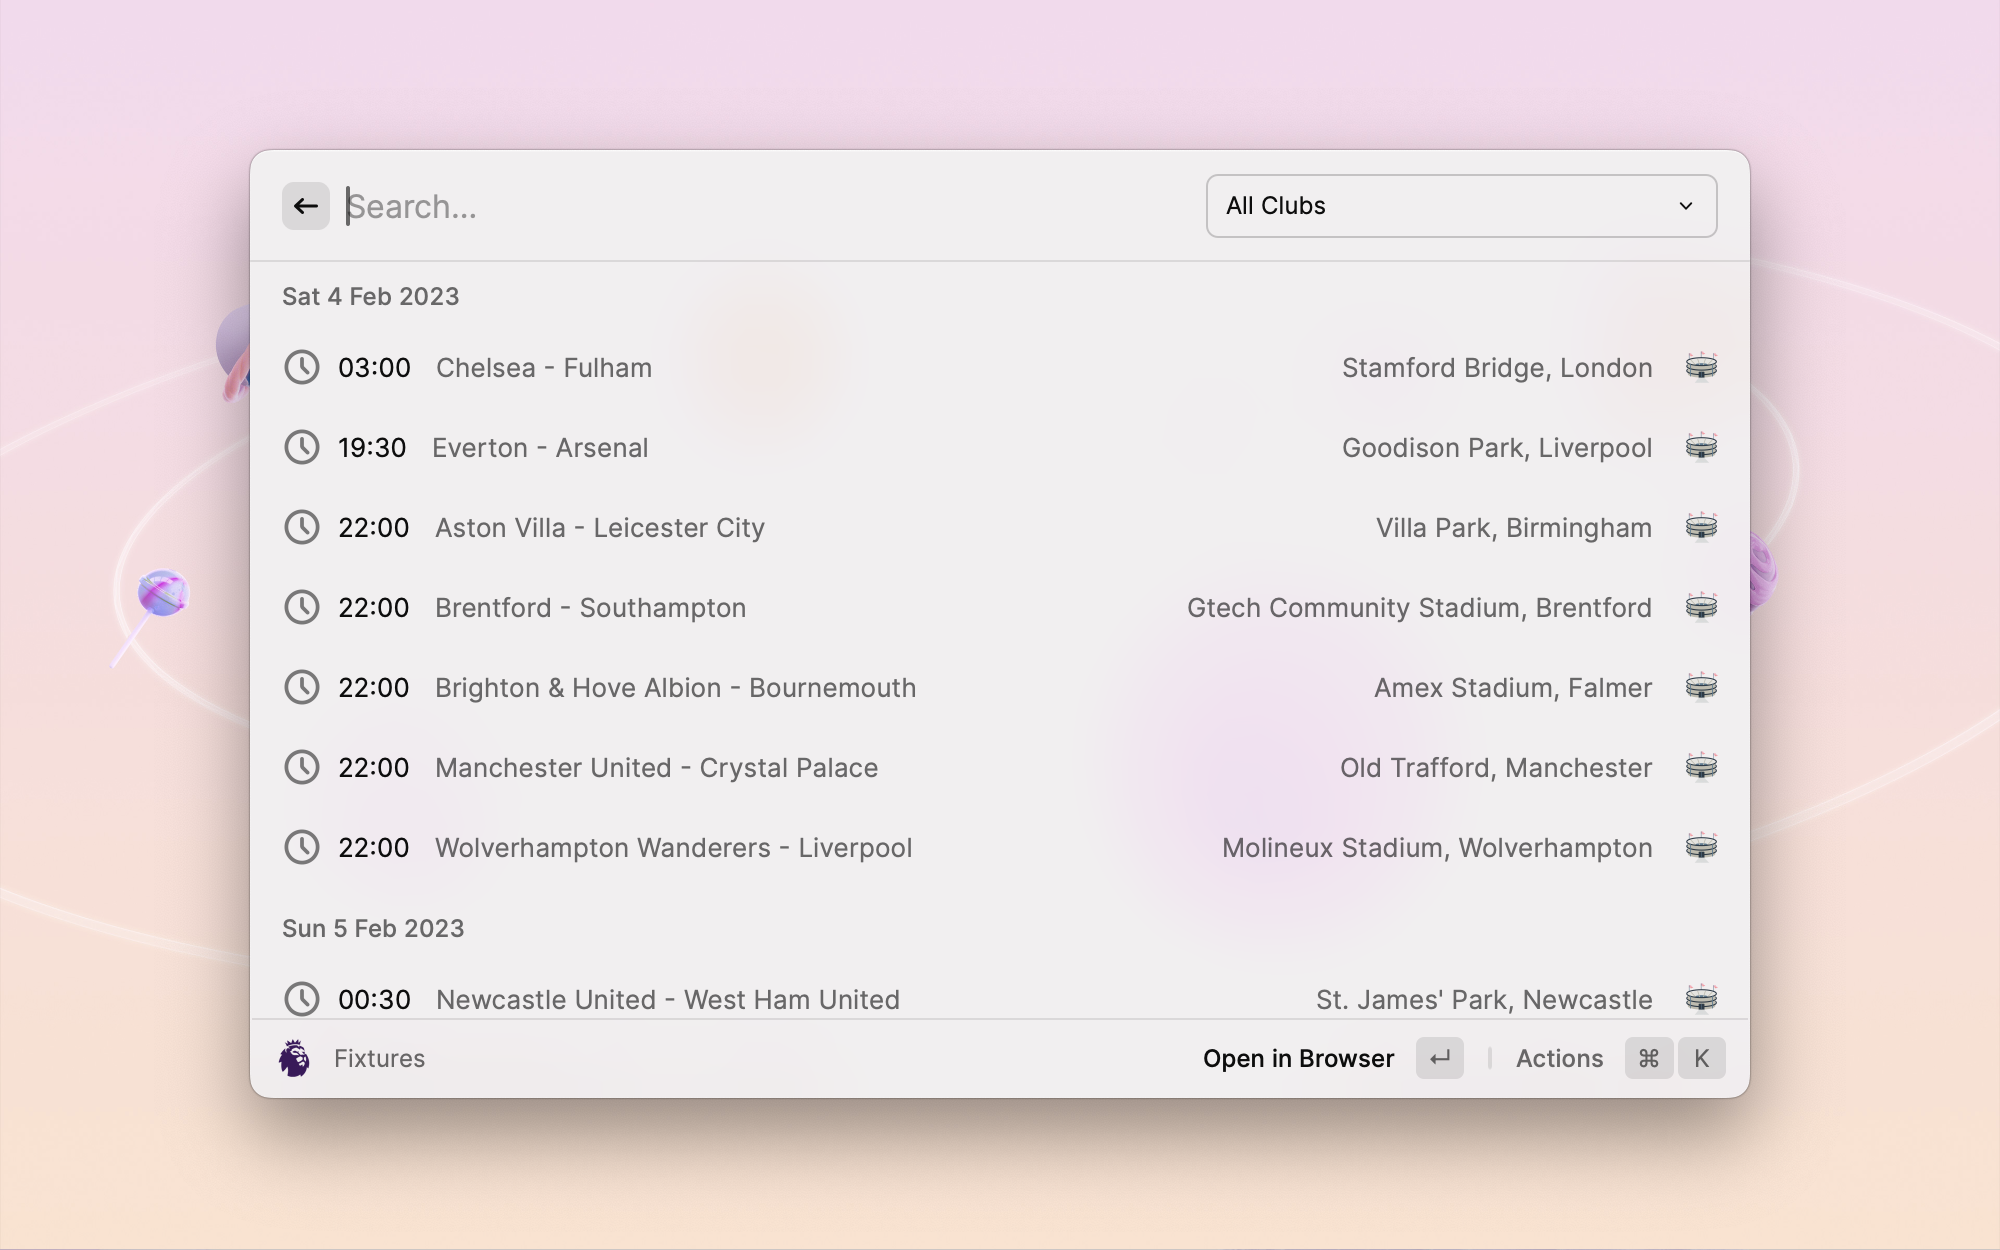 Search...
All Clubs
Sat 4 Feb 2023
03:00 Chelsea - Fulham Stamford Bridge, London
19:30 Everton - Arsenal Goodison Park, Liverpool
22:00 Aston Villa - Leicester City Villa Park, Birmingham
22:00 Brentford - Southampton Gtech Community Stadium, Brentford
22:00 Brighton & Hove Albion - Bournemouth Amex Stadium, Falmer
22:00 Manchester United - Crystal Palace Old Trafford, Manchester
22:00 Wolverhampton Wanderers - Liverpool Molineux Stadium, Wolverhampton
Sun 5 Feb 2023
00:30 Newcastle United - West Ham United St. James' Park, Newcastle
Fixtures Open in Browser ↵ Actions ⌘ K